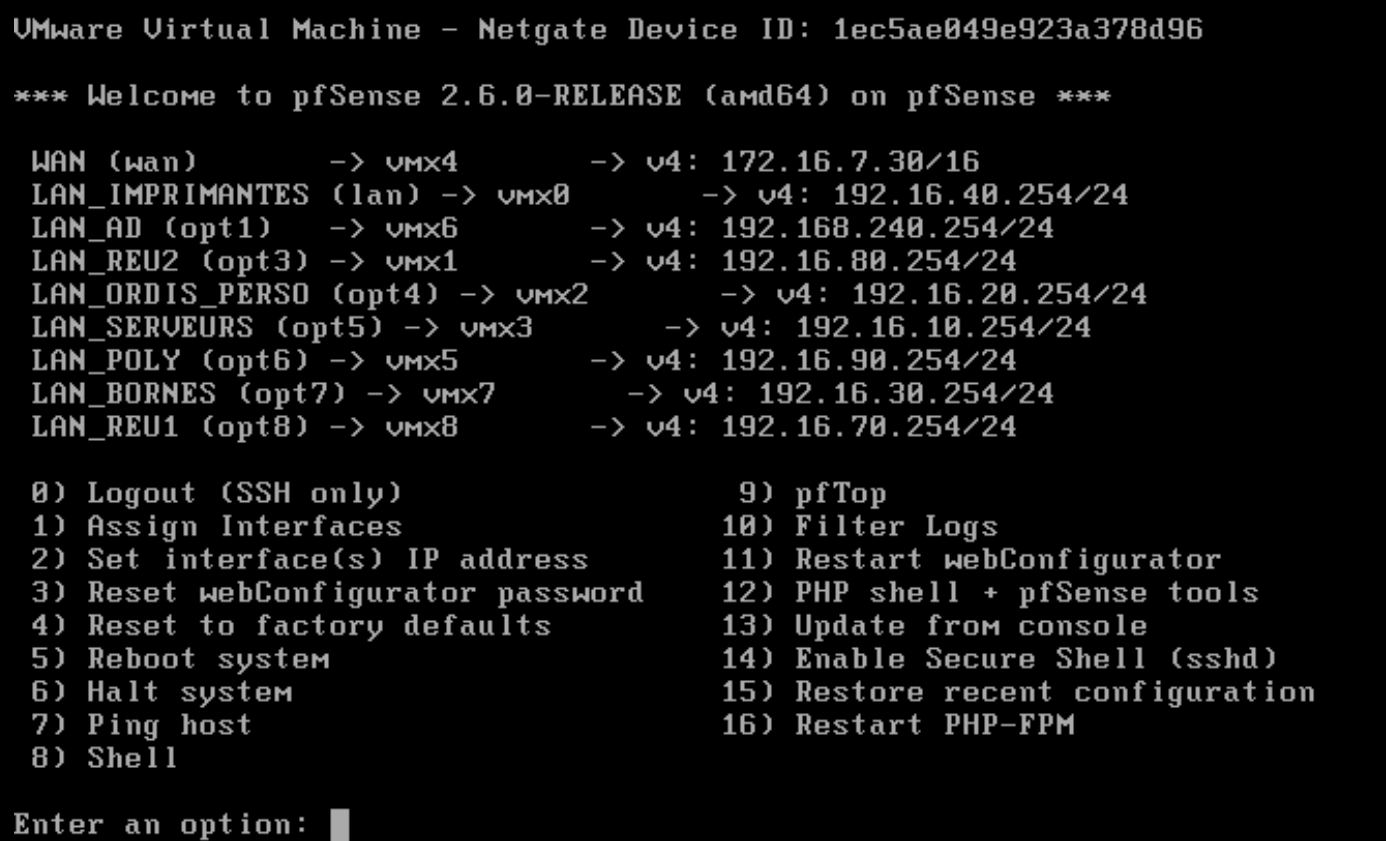 VMware Virtual Machine - Netgate Device ID: 1ec5ae049e923a378d96
*** Welcome to pfSense 2.6.0-RELEASE (amd64) on pfSense ***
WAN (wan) -> vmx4 -> v4: 172.16.7.30/16
LAN_IMPRIMANTES (lan) -> vmx0 -> v4: 192.16.40.254/24
LAN_AD (opt1) -> vmx6 -> v4: 192.168.240.254/24
LAN_REU2 (opt3) -> vmx1 -> v4: 192.16.80.254/24
LAN_ORDIS_PERSO (opt4) -> vmx2 -> v4: 192.16.20.254/24
LAN_SERVEURS (opt5) -> vmx3 -> v4: 192.16.10.254/24
LAN_POLY (opt6) -> vmx5 -> v4: 192.16.90.254/24
LAN_BORNES (opt7) -> vmx7 -> v4: 192.16.30.254/24
LAN_REU1 (opt8) -> vmx8 -> v4: 192.16.70.254/24
0) Logout (SSH only) 9) pfTop
1) Assign Interfaces 10) Filter Logs
2) Set interface(s) IP address 11) Restart webConfigurator
3) Reset webConfigurator password 12) PHP shell + pfSense tools
4) Reset to factory defaults 13) Update from console
5) Reboot system 14) Enable Secure Shell (sshd)
6) Halt system 15) Restore recent configuration
7) Ping host 16) Restart PHP-FPM
8) Shell
Enter an option: